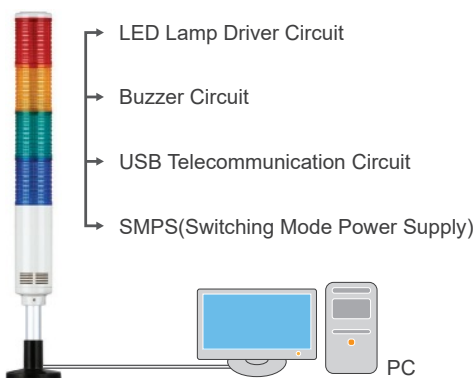 LED Lamp Driver Circuit
Buzzer Circuit
USB Telecommunication Circuit
SMPS(Switching Mode Power Supply)
PC